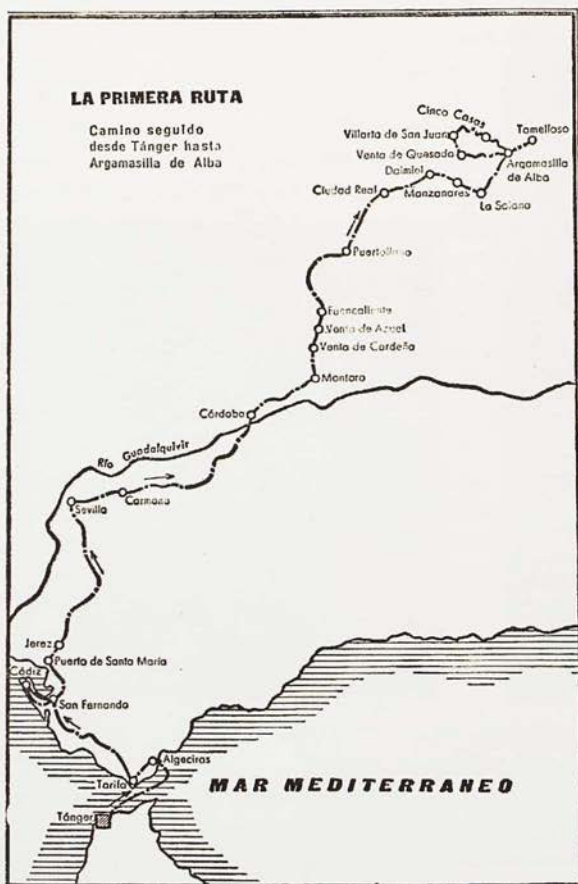 LA PRIMERA RUTA
Camino seguido
desde Tánger hasta
Argamasilla de Alba
Cinco Casas
Tomelloso
Villarta de San Juan
Venta de Quesada
Argamasilla
de Alba
Daimiel
Ciudad Real
Manzanares
La Solana
Puertollano
Fuencaliente
Venta de Azuel
Venta de Cardeña
Montoro
Córdoba
Río Guadalquivir
Carmona
Sevilla
Jerez
Puerto de Santa María
Cádiz
San Fernando
Algeciras
Tarifa
MAR MEDITERRANEO
Tánger